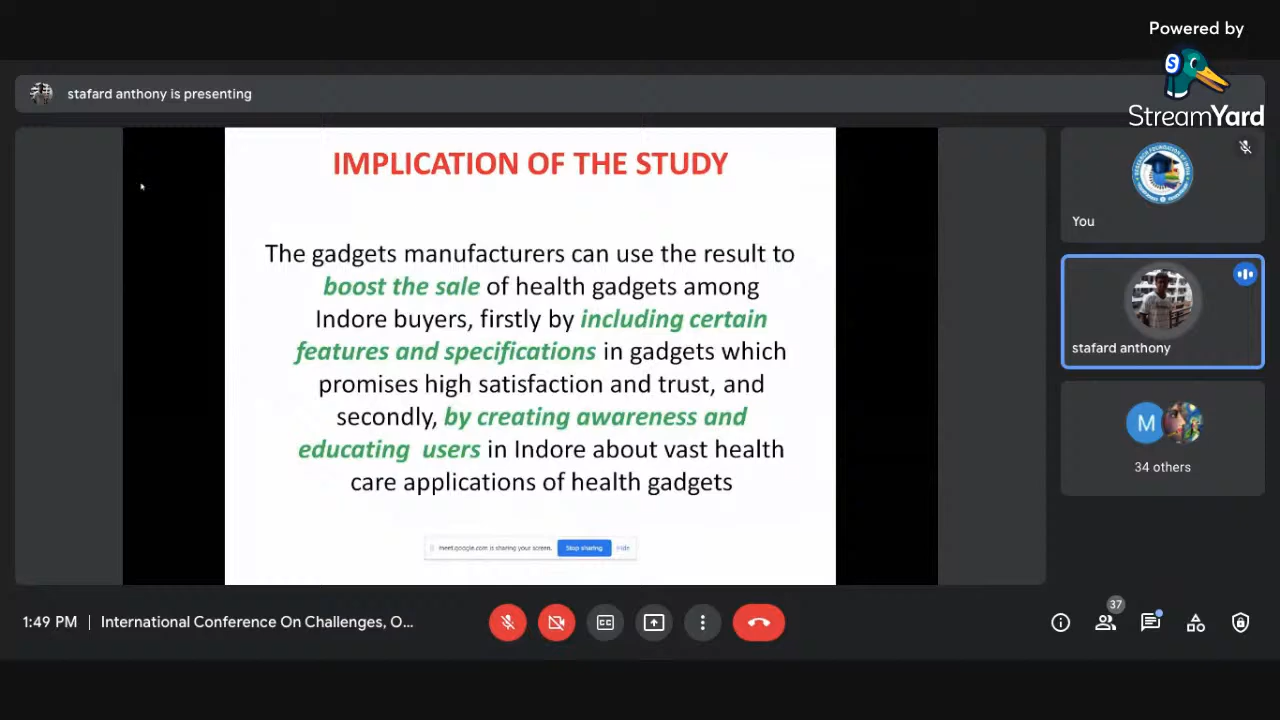 Powered by
StreamYard
stafard anthony is presenting
IMPLICATION OF THE STUDY
The gadgets manufacturers can use the result to
boost the sale of health gadgets among
Indore buyers, firstly by including certain
features and specifications in gadgets which
promises high satisfaction and trust, and
secondly, by creating awareness and
educating users in Indore about vast health
care applications of health gadgets
meet.google.com is sharing your screen.
Stop sharing
Hide
You
stafard anthony
M
34 others
1:49 PM
International Conference On Challenges, O...
37